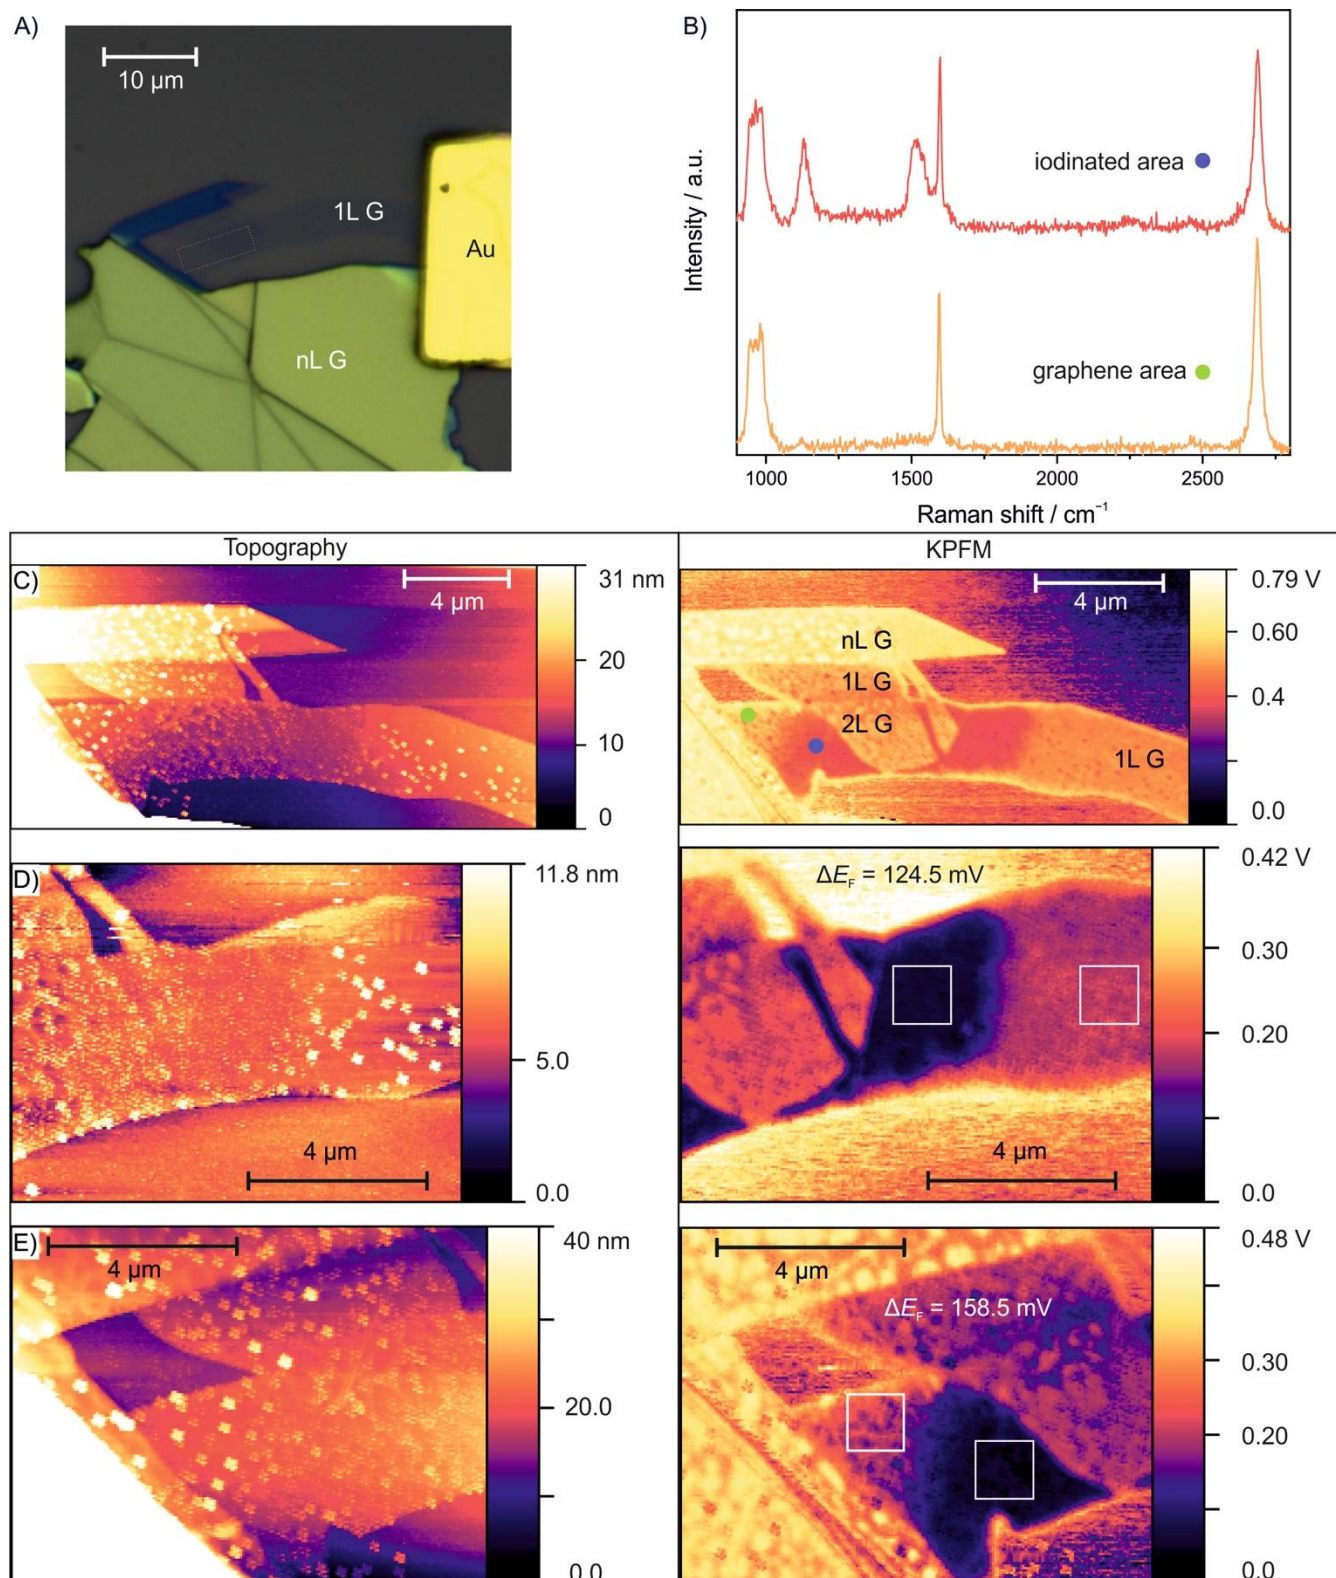 A)
10 µm
1L G
Au
nL G
B)
Intensity / a.u.
iodinated area
graphene area
1000
1500
2000
2500
Raman shift / cm⁻¹
Topography
KPFM
C)
4 µm
31 nm
20
10
0
4 µm
nL G
1L G
2L G
1L G
0.79 V
0.60
0.4
0.0
D)
4 µm
11.8 nm
5.0
0.0
ΔE_F = 124.5 mV
4 µm
0.42 V
0.30
0.20
0.0
E)
4 µm
40 nm
20.0
0.0
4 µm
ΔE_F = 158.5 mV
0.48 V
0.30
0.20
0.0